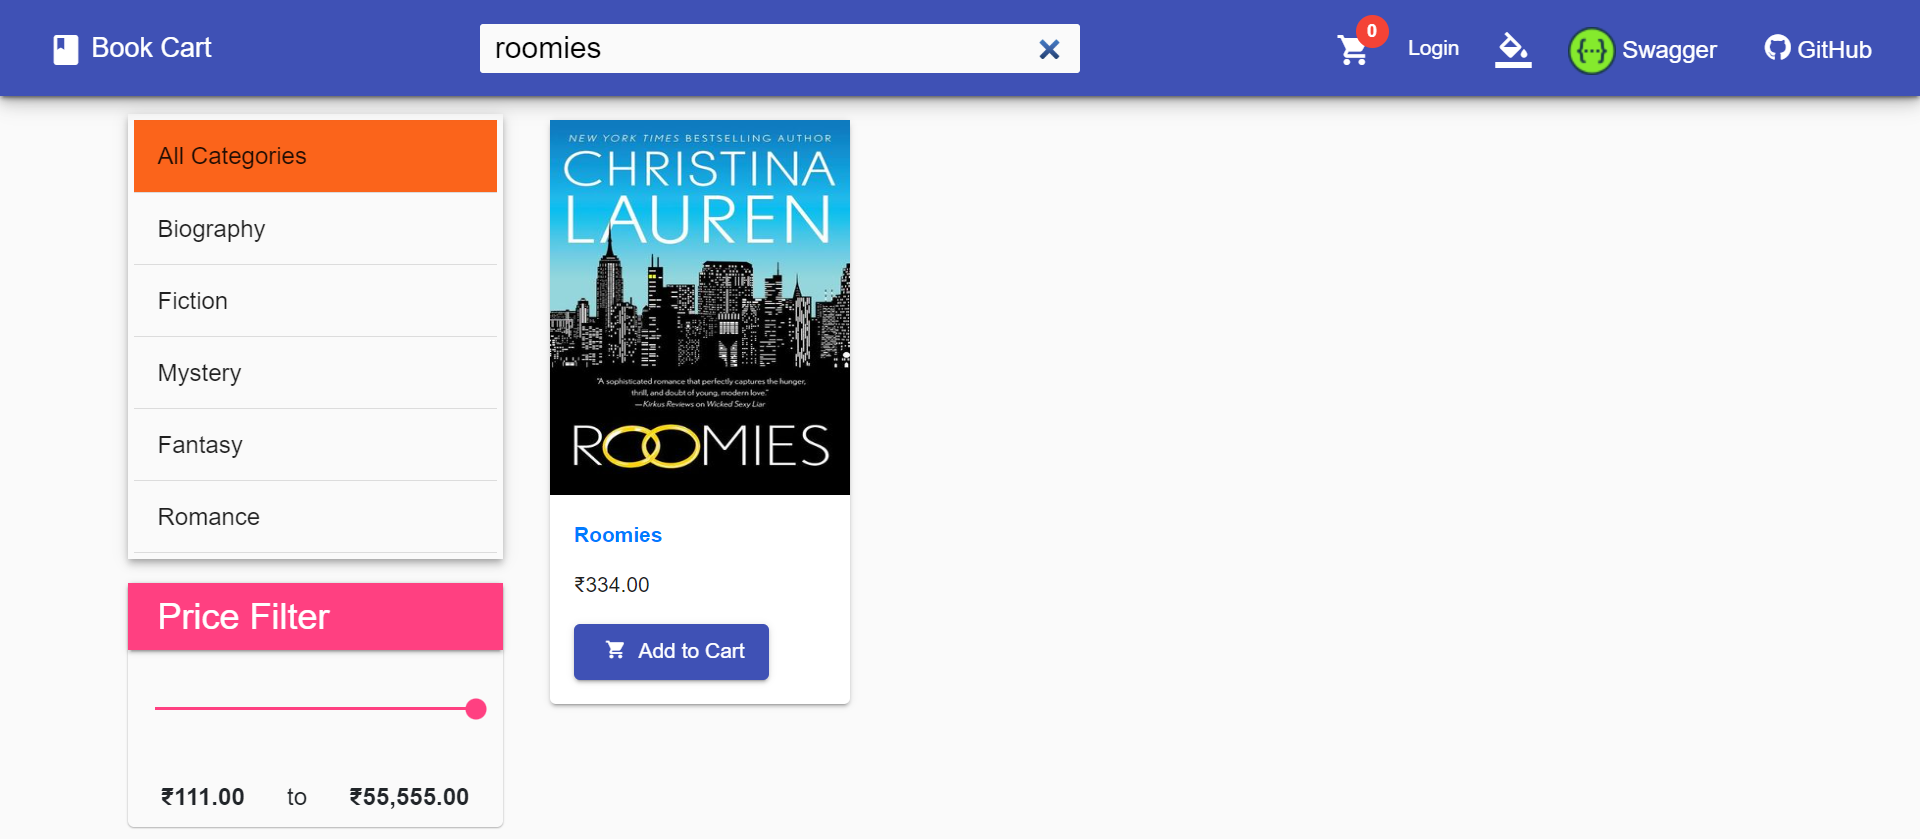 Book Cart
roomies
0
Login
Swagger
GitHub
All Categories
Biography
Fiction
Mystery
Fantasy
Romance
Price Filter
₹111.00 to ₹55,555.00
NEW YORK TIMES BESTSELLING AUTHOR
CHRISTINA
LAUREN
"A sophisticated romance that perfectly captures the hunger,
thrill, and doubt of young, modern love."
—Kirkus Reviews on Wicked Sexy Liar
ROOMIES
Roomies
₹334.00
Add to Cart